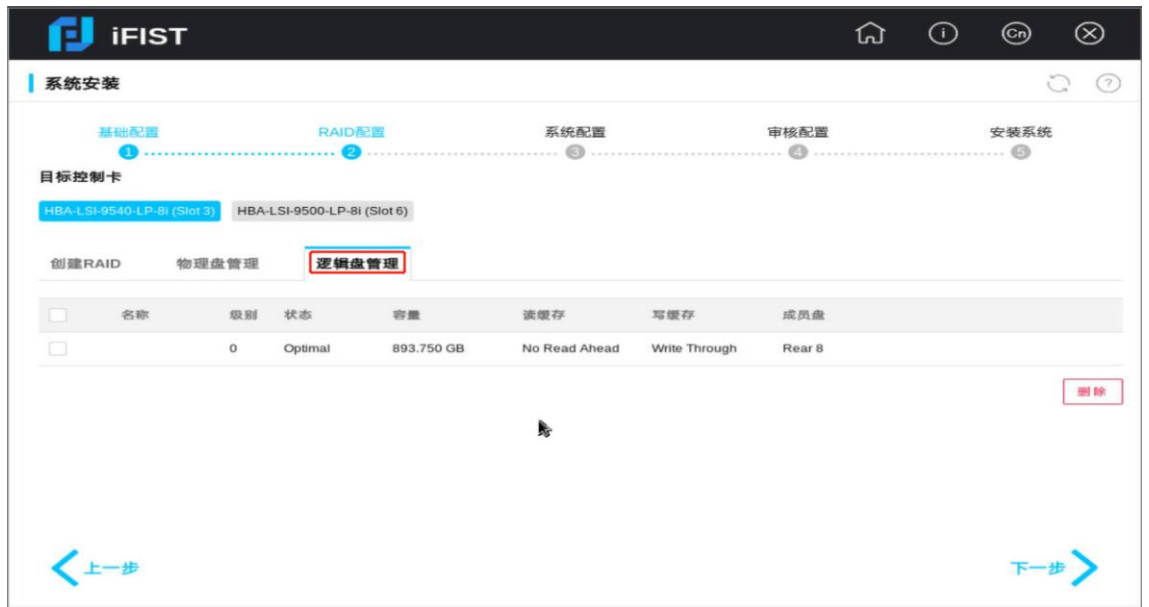 iFIST Cn
系统安装
基础配置 RAID配置 系统配置 审核配置 安装系统
1 2 3 4 5
目标控制卡
HBA-LSI-9540-LP-8i (Slot 3) HBA-LSI-9500-LP-8i (Slot 6)
创建RAID 物理盘管理 逻辑盘管理
名称 级别 状态 容量 读缓存 写缓存 成员盘
0 Optimal 893.750 GB No Read Ahead Write Through Rear 8
删除
上一步 下一步